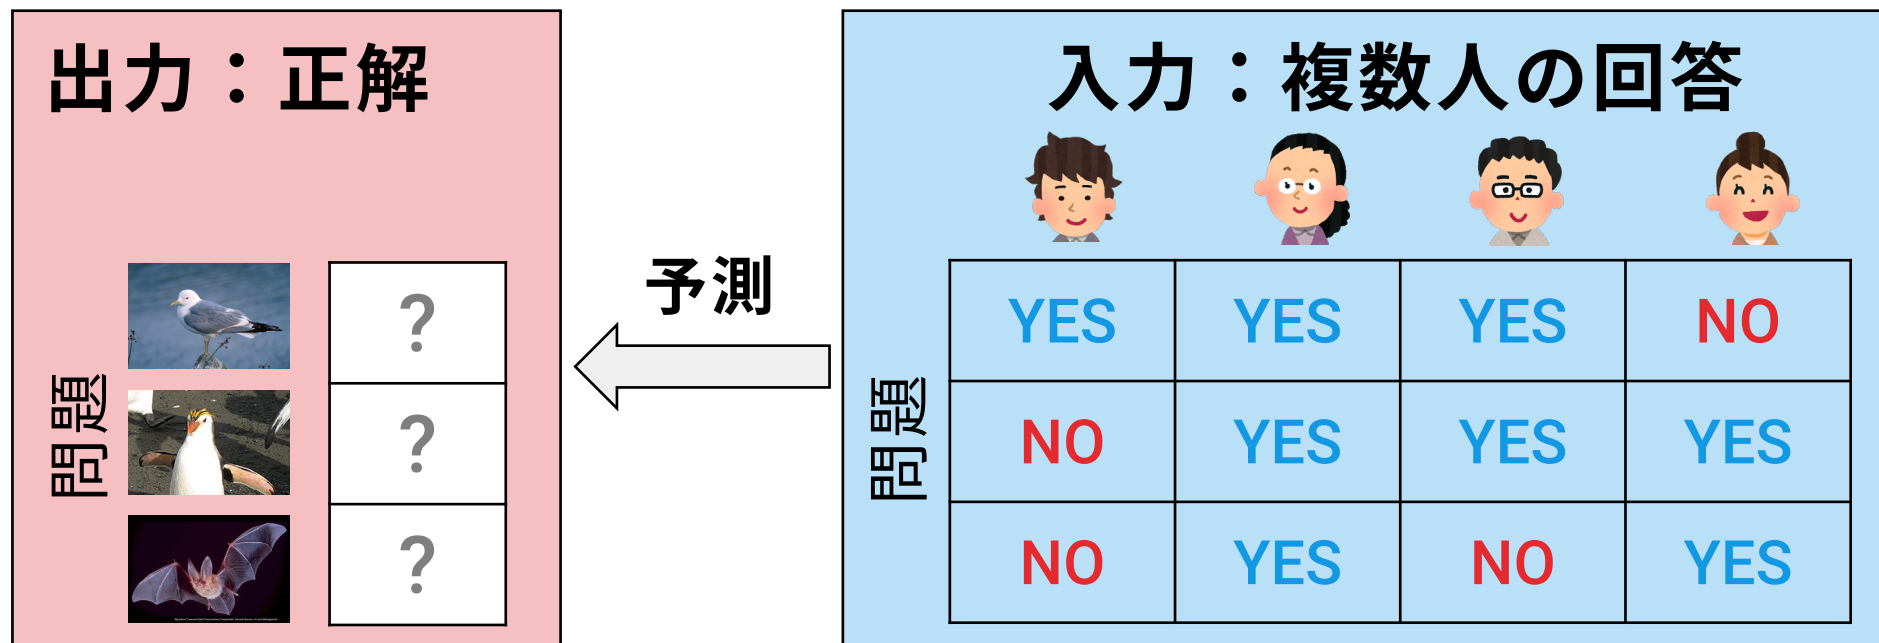 出力：正解
問題
?
?
?
予測
入力：複数人の回答
問題
YES YES YES NO
NO YES YES YES
NO YES NO YES